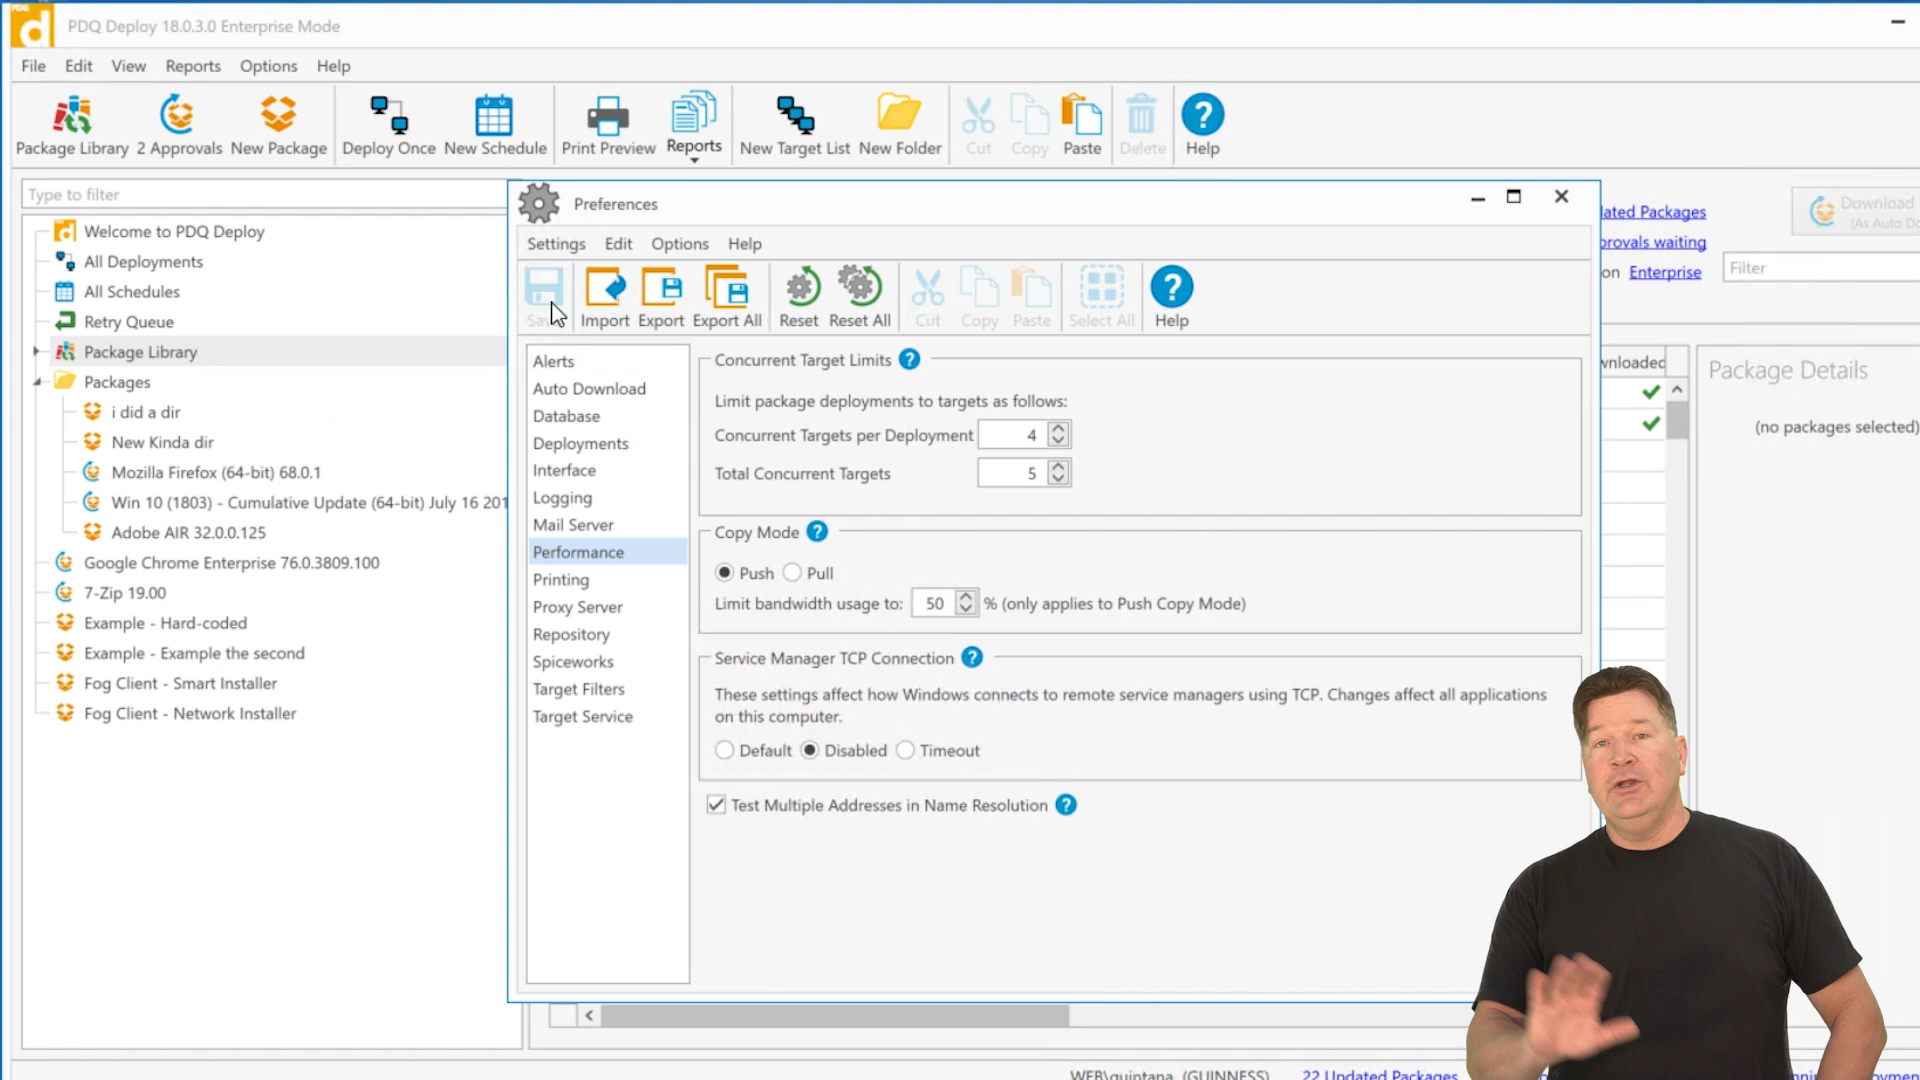 PDQ
PDQ Deploy 18.0.3.0 Enterprise Mode
File Edit View Reports Options Help
Package Library 2 Approvals New Package Deploy Once New Schedule Print Preview Reports New Target List New Folder Cut Copy Paste Delete Help
Type to filter
Welcome to PDQ Deploy
All Deployments
All Schedules
Retry Queue
Package Library
Packages
i did a dir
New Kinda dir
Mozilla Firefox (64-bit) 68.0.1
Win 10 (1803) - Cumulative Update (64-bit) July 16 201
Adobe AIR 32.0.0.125
Google Chrome Enterprise 76.0.3809.100
7-Zip 19.00
Example - Hard-coded
Example - Example the second
Fog Client - Smart Installer
Fog Client - Network Installer
Preferences
Settings Edit Options Help
Import Export Export All Reset Reset All Cut Copy Paste Select All Help
Alerts
Auto Download
Database
Deployments
Interface
Logging
Mail Server
Performance
Printing
Proxy Server
Repository
Spiceworks
Target Filters
Target Service
Concurrent Target Limits ?
Limit package deployments to targets as follows:
Concurrent Targets per Deployment 4
Total Concurrent Targets 5
Copy Mode ?
Push Pull
Limit bandwidth usage to: 50 % (only applies to Push Copy Mode)
Service Manager TCP Connection ?
These settings affect how Windows connects to remote service managers using TCP. Changes affect all applications
on this computer.
Default Disabled Timeout
Test Multiple Addresses in Name Resolution ?
lated Packages
provals waiting
on Enterprise
Download
(As Auto Do
Filter
wnloaded
Package Details
(no packages selected)
WEB\quintana (GUINNESS) 22 Updated Packages